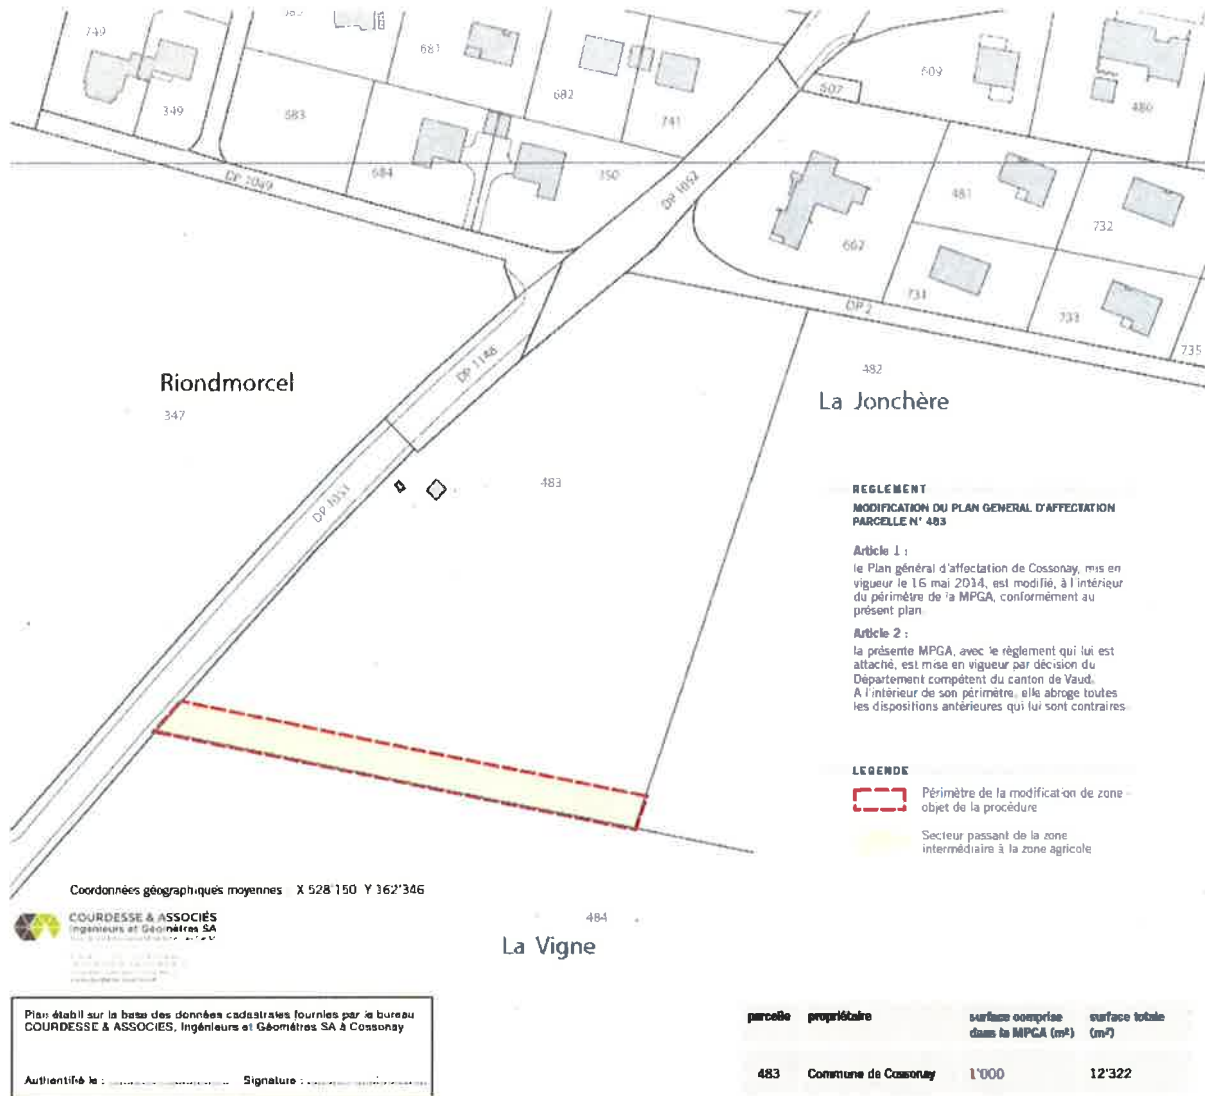 749
349
683
681
682
741
684
350
DP 1049
DP 1052
607
609
480
481
732
662
731
733
735
DP 2
482
La Jonchère
Riondmorcel
347
DP 1148
DP 1051
483
REGLEMENT
MODIFICATION DU PLAN GENERAL D'AFFECTATION
PARCELLE N° 483
Article 1 :
le Plan général d'affectation de Cossonay, mis en
vigueur le 16 mai 2014, est modifié, à l'intérieur
du périmètre de la MPGA, conformément au
présent plan
Article 2 :
la présente MPGA, avec le règlement qui lui est
attaché, est mise en vigueur par décision du
Département compétent du canton de Vaud.
A l'intérieur de son périmètre, elle abroge toutes
les dispositions antérieures qui lui sont contraires
LEGENDE
Périmètre de la modification de zone
objet de la procédure
Secteur passant de la zone
intermédiaire à la zone agricole
Coordonnées géographiques moyennes X 528'150 Y 162'346
COURDESSE & ASSOCIÉS
Ingénieurs et Géomètres SA
484
La Vigne
Plan établi sur la base des données cadastrales fournies par le bureau
COURDESSE & ASSOCIES, Ingénieurs et Géomètres SA à Cossonay
Authentifié le : Signature :
parcelle propriétaire surface comprise dans la MPGA (m²) surface totale (m²)
483 Commune de Cossonay 1'000 12'322